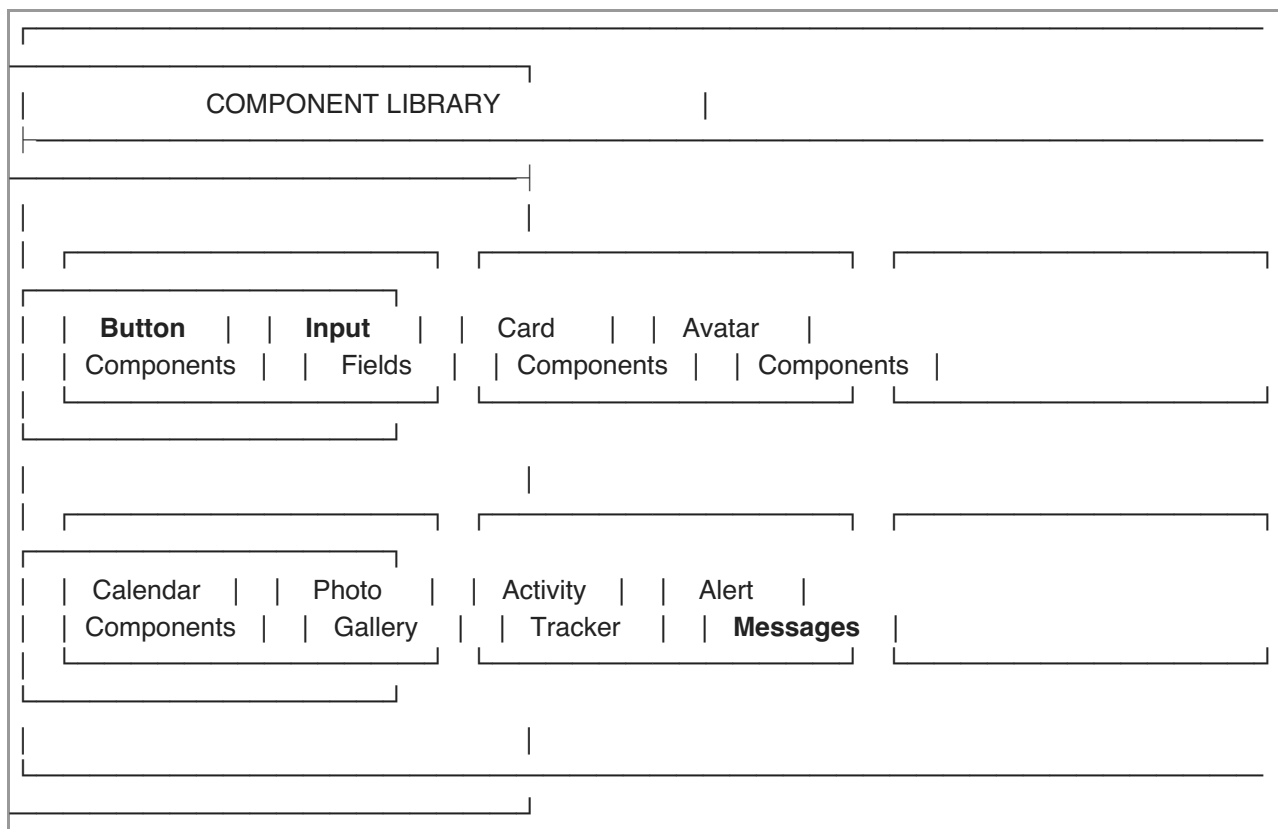 COMPONENT LIBRARY
Button | | Input | | Card | | Avatar
Components | | Fields | | Components | | Components
Calendar | | Photo | | Activity | | Alert
Components | | Gallery | | Tracker | | Messages